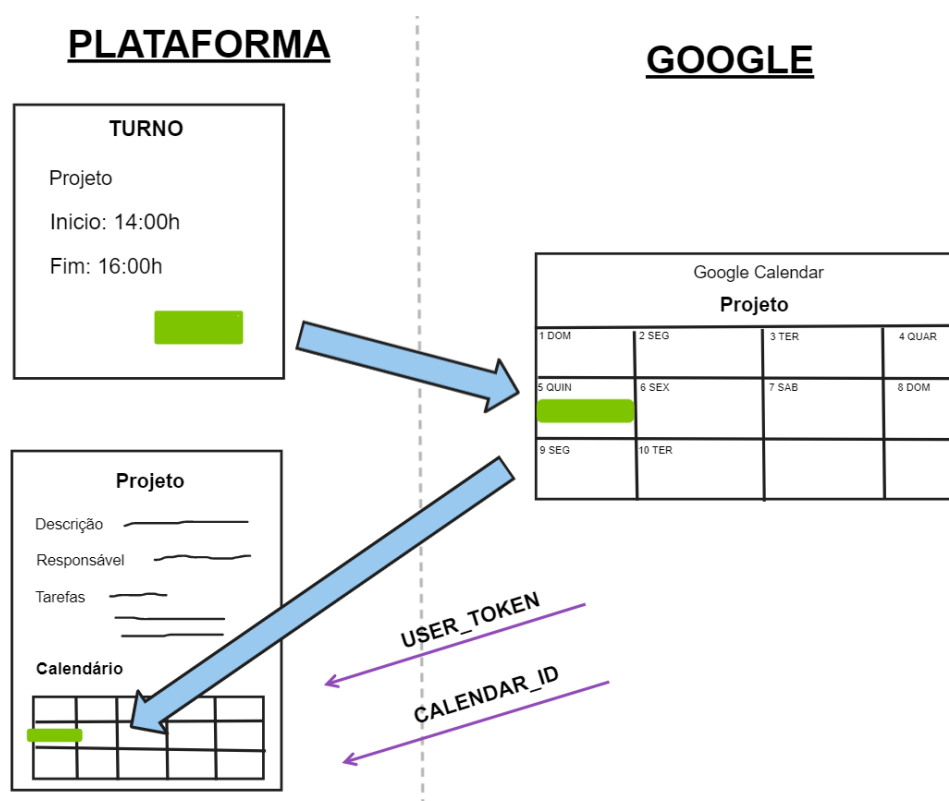 PLATAFORMA
GOOGLE
TURNO
Projeto
Inicio: 14:00h
Fim: 16:00h
Google Calendar
Projeto
1 DOM
2 SEG
3 TER
4 QUAR
5 QUIN
6 SEX
7 SAB
8 DOM
9 SEG
10 TER
Projeto
Descrição
Responsável
Tarefas
Calendário
USER_TOKEN
CALENDAR_ID